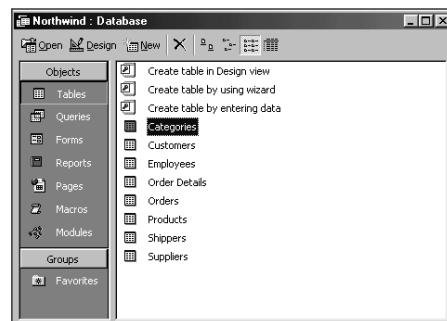 Northwind : Database
Open Design New
Objects
Tables
Queries
Forms
Reports
Pages
Macros
Modules
Groups
Favorites
Create table in Design view
Create table by using wizard
Create table by entering data
Categories
Customers
Employees
Order Details
Orders
Products
Shippers
Suppliers